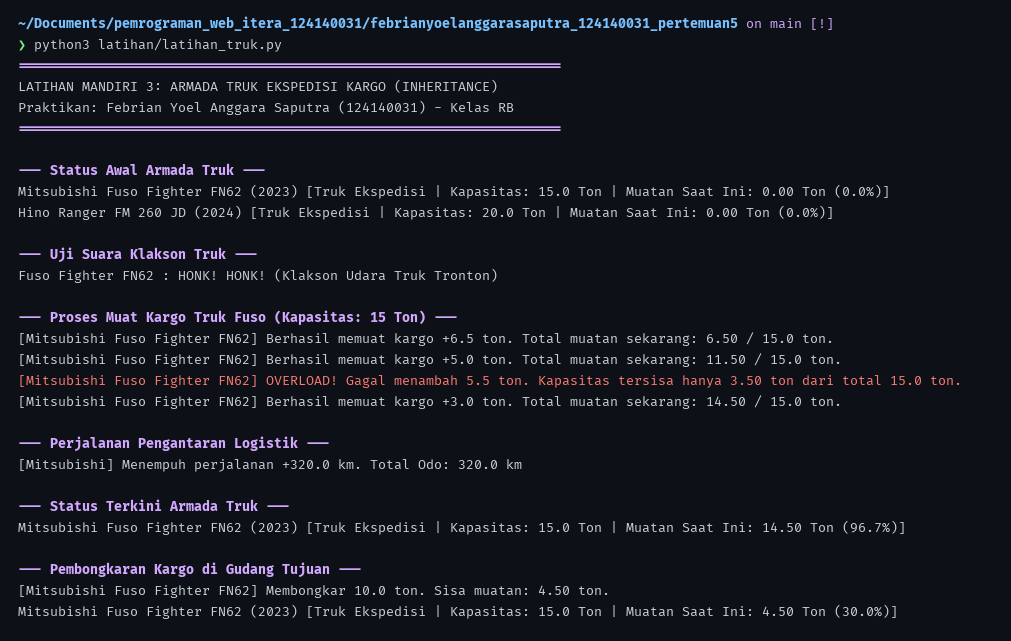 ~/Documents/pemrograman_web_itera_124140031/febrianyoelanggarasaputra_124140031_pertemuan5 on main [!]
❯ python3 latihan/latihan_truk.py
====================================================================
LATIHAN MANDIRI 3: ARMADA TRUK EKSPEDISI KARGO (INHERITANCE)
Praktikan: Febrian Yoel Anggara Saputra (124140031) - Kelas RB
====================================================================
--- Status Awal Armada Truk ---
Mitsubishi Fuso Fighter FN62 (2023) [Truk Ekspedisi | Kapasitas: 15.0 Ton | Muatan Saat Ini: 0.00 Ton (0.0%)]
Hino Ranger FM 260 JD (2024) [Truk Ekspedisi | Kapasitas: 20.0 Ton | Muatan Saat Ini: 0.00 Ton (0.0%)]
--- Uji Suara Klakson Truk ---
Fuso Fighter FN62 : HONK! HONK! (Klakson Udara Truk Tronton)
--- Proses Muat Kargo Truk Fuso (Kapasitas: 15 Ton) ---
[Mitsubishi Fuso Fighter FN62] Berhasil memuat kargo +6.5 ton. Total muatan sekarang: 6.50 / 15.0 ton.
[Mitsubishi Fuso Fighter FN62] Berhasil memuat kargo +5.0 ton. Total muatan sekarang: 11.50 / 15.0 ton.
[Mitsubishi Fuso Fighter FN62] OVERLOAD! Gagal menambah 5.5 ton. Kapasitas tersisa hanya 3.50 ton dari total 15.0 ton.
[Mitsubishi Fuso Fighter FN62] Berhasil memuat kargo +3.0 ton. Total muatan sekarang: 14.50 / 15.0 ton.
--- Perjalanan Pengantaran Logistik ---
[Mitsubishi] Menempuh perjalanan +320.0 km. Total Odo: 320.0 km
--- Status Terkini Armada Truk ---
Mitsubishi Fuso Fighter FN62 (2023) [Truk Ekspedisi | Kapasitas: 15.0 Ton | Muatan Saat Ini: 14.50 Ton (96.7%)]
--- Pembongkaran Kargo di Gudang Tujuan ---
[Mitsubishi Fuso Fighter FN62] Membongkar 10.0 ton. Sisa muatan: 4.50 ton.
Mitsubishi Fuso Fighter FN62 (2023) [Truk Ekspedisi | Kapasitas: 15.0 Ton | Muatan Saat Ini: 4.50 Ton (30.0%)]